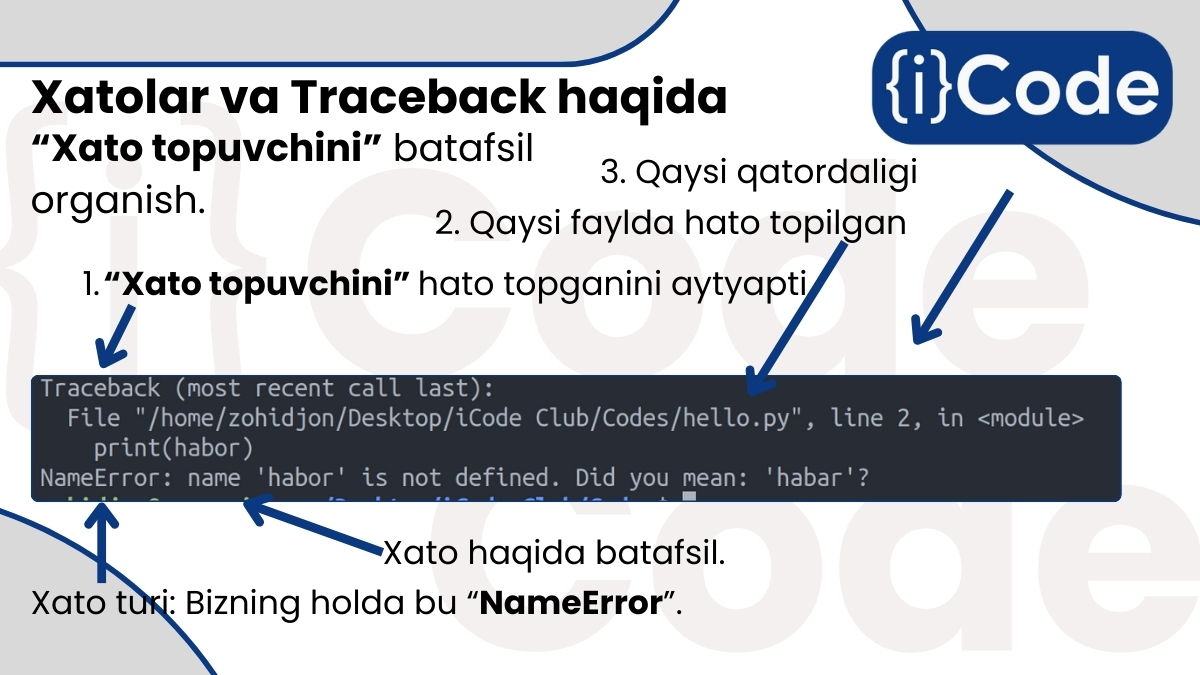 {i}Code
Xatolar va Traceback haqida
“Xato topuvchini” batafsil
organish.
3. Qaysi qatordaligi
2. Qaysi faylda hato topilgan
1. “Xato topuvchini” hato topganini aytyapti
Traceback (most recent call last):
File "/home/zohidjon/Desktop/iCode Club/Codes/hello.py", line 2, in <module>
print(habor)
NameError: name 'habor' is not defined. Did you mean: 'habar'?
Xato haqida batafsil.
Xato turi: Bizning holda bu “NameError”.
{i}Code
Code